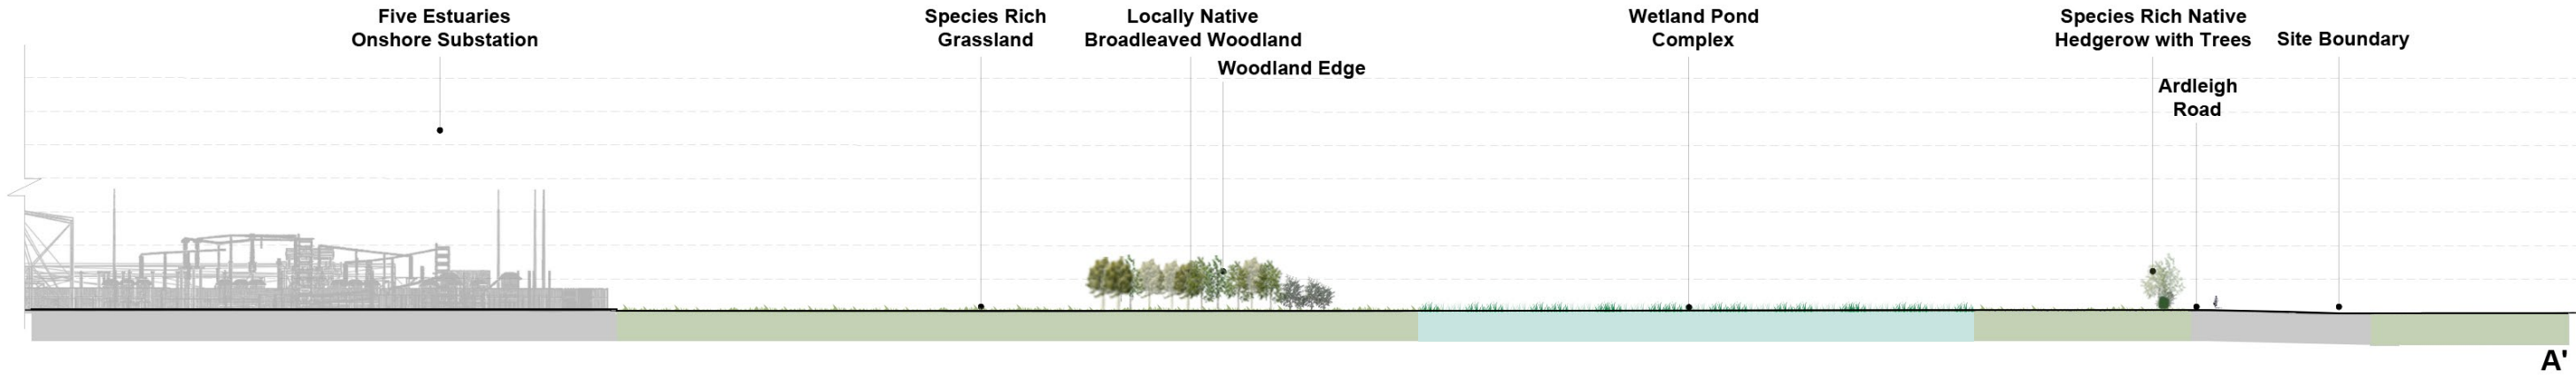 Five Estuaries
Onshore Substation
Species Rich
Grassland
Locally Native
Broadleaved Woodland
Woodland Edge
Wetland Pond
Complex
Species Rich Native
Hedgerow with Trees
Ardleigh
Road
Site Boundary
A'